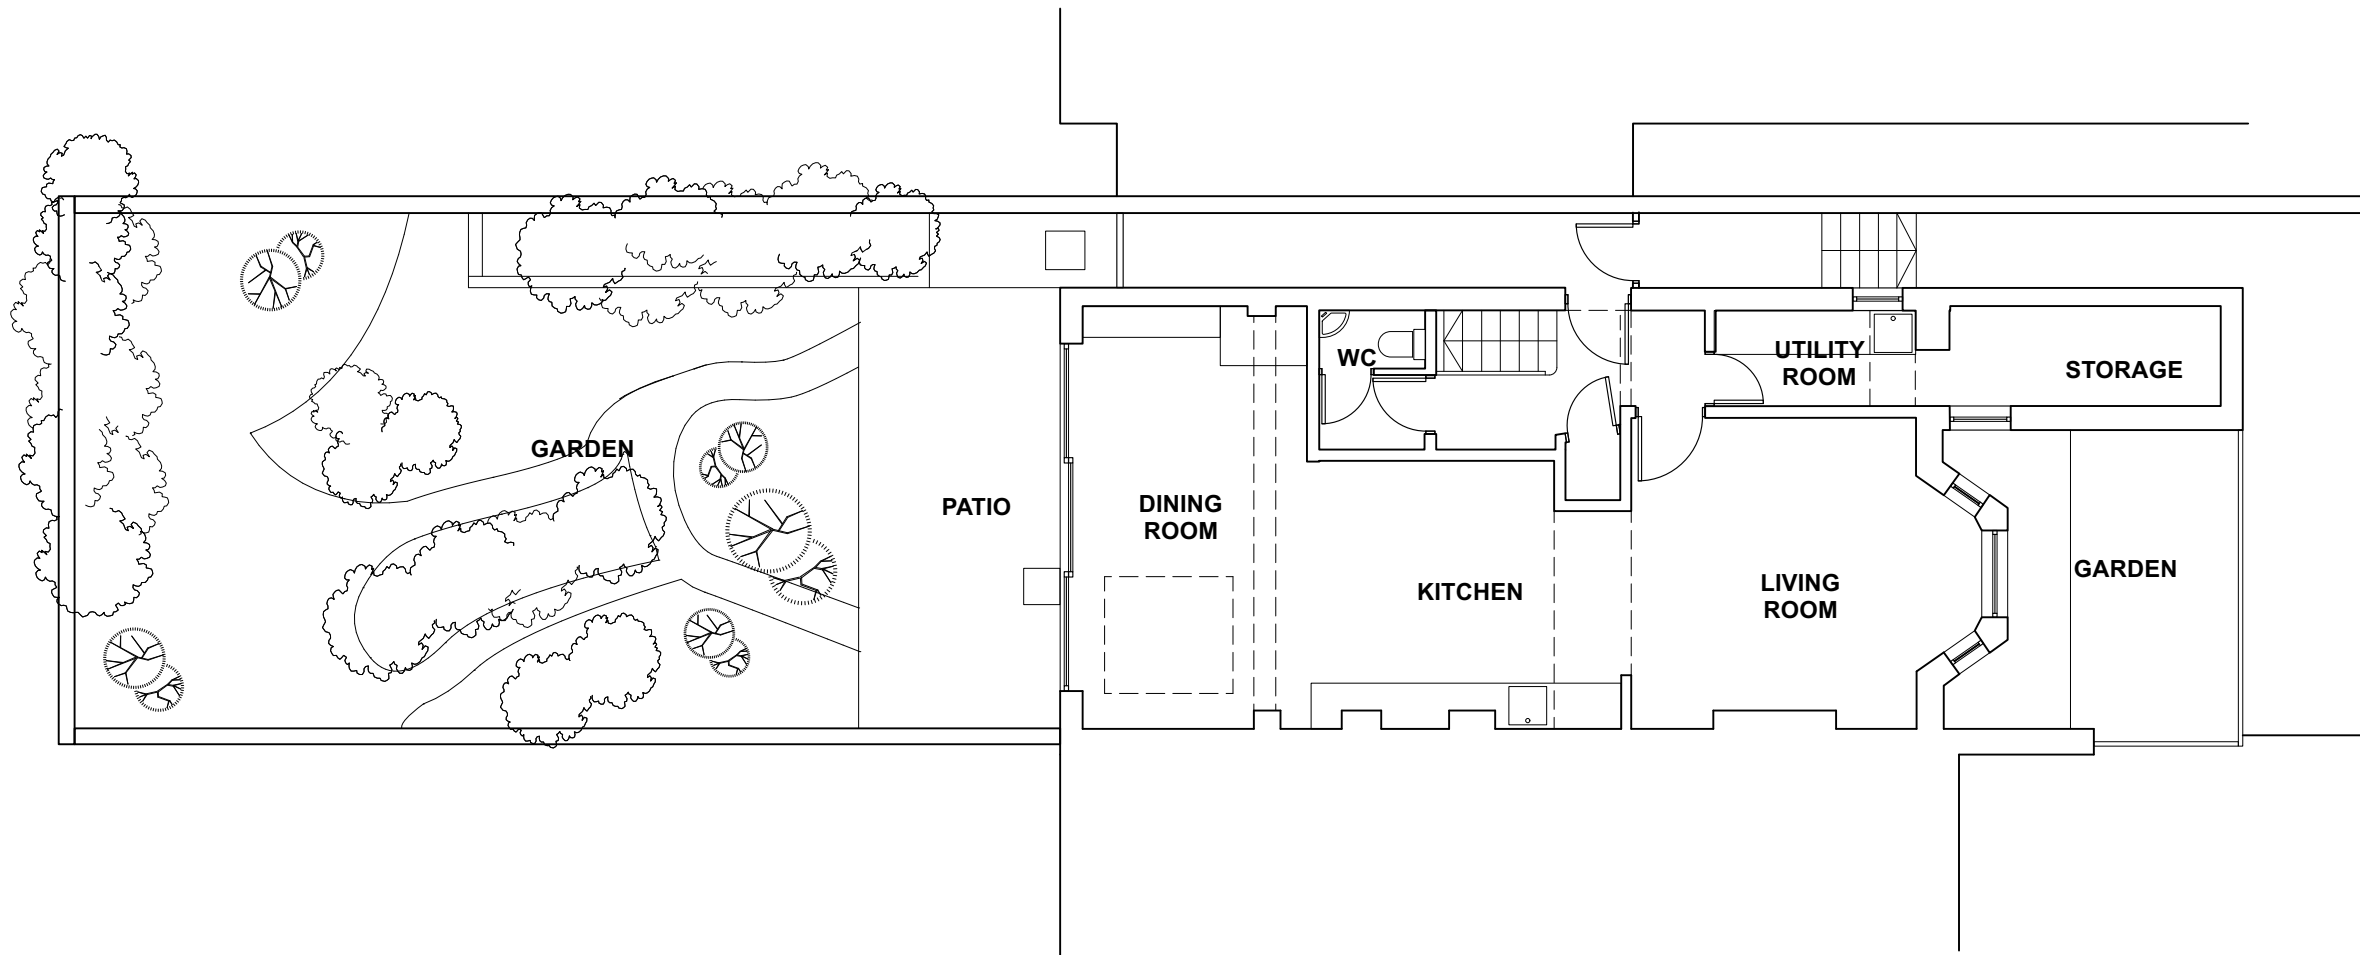 WC
UTILITY
ROOM
STORAGE
GARDEN
PATIO
DINING
ROOM
KITCHEN
LIVING
ROOM
GARDEN